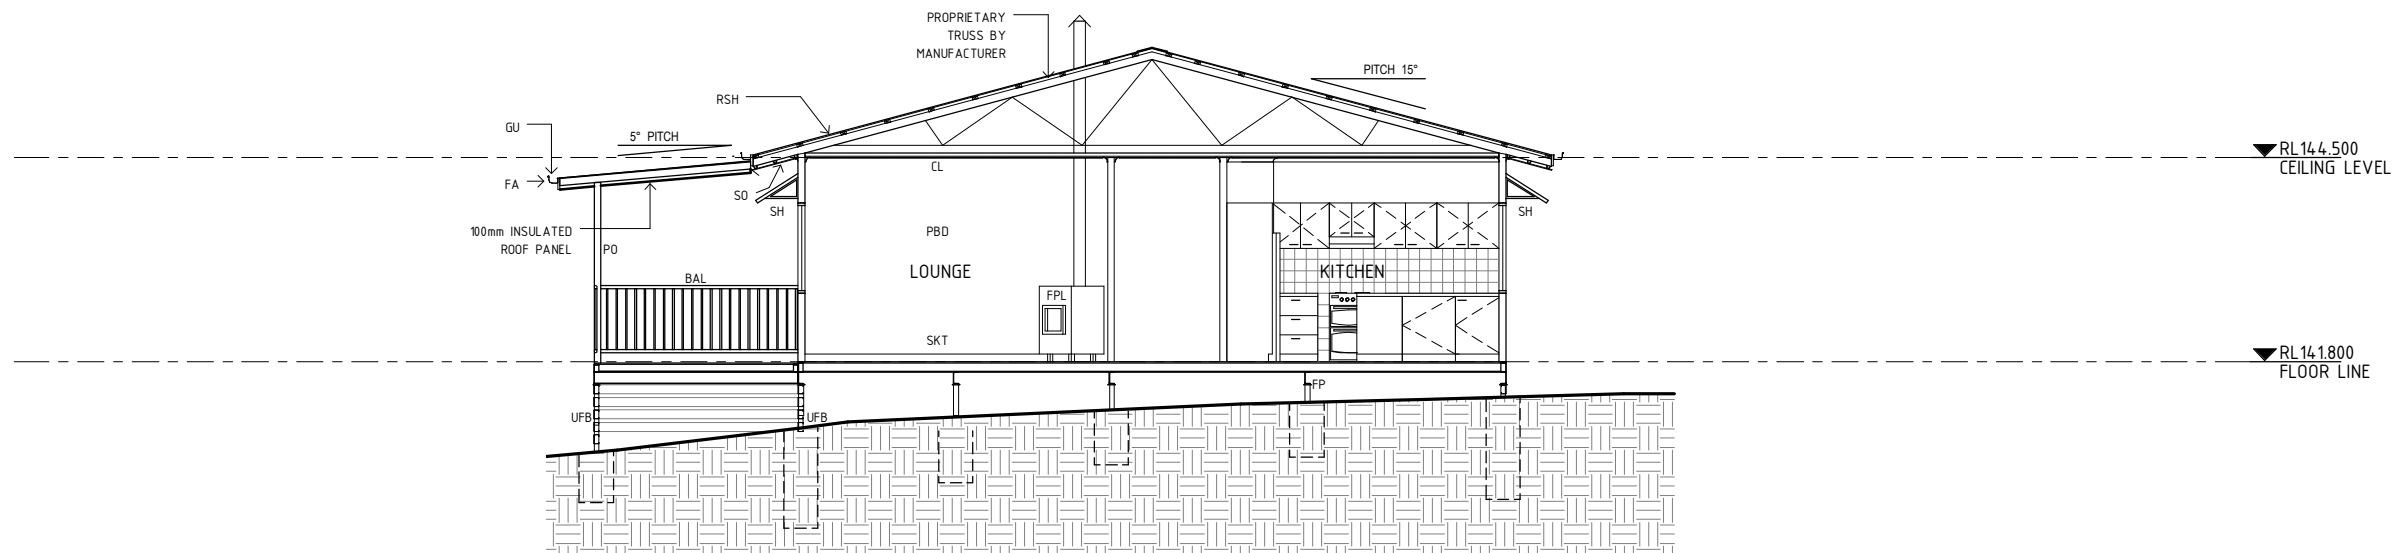 PROPRIETARY
TRUSS BY
MANUFACTURER
PITCH 15°
RSH
GU
5° PITCH
RL144.500
CEILING LEVEL
CL
FA
SO
SH
SH
100mm INSULATED
ROOF PANEL
PO
PBD
LOUNGE
KITCHEN
BAL
FPL
SKT
RL141.800
FLOOR LINE
FP
UFB
UFB